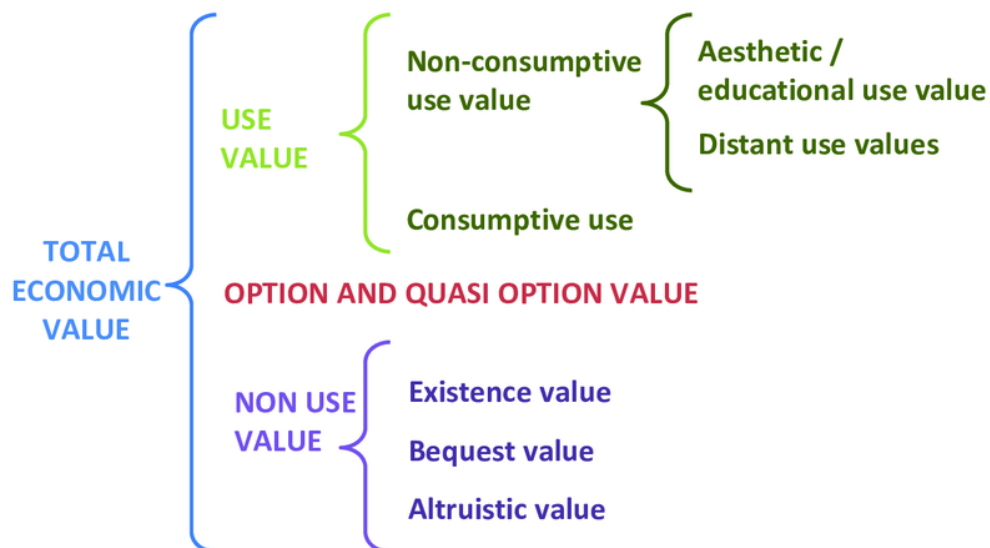 TOTAL
ECONOMIC
VALUE
USE
VALUE
Non-consumptive
use value
Aesthetic /
educational use value
Distant use values
Consumptive use
OPTION AND QUASI OPTION VALUE
NON USE
VALUE
Existence value
Bequest value
Altruistic value